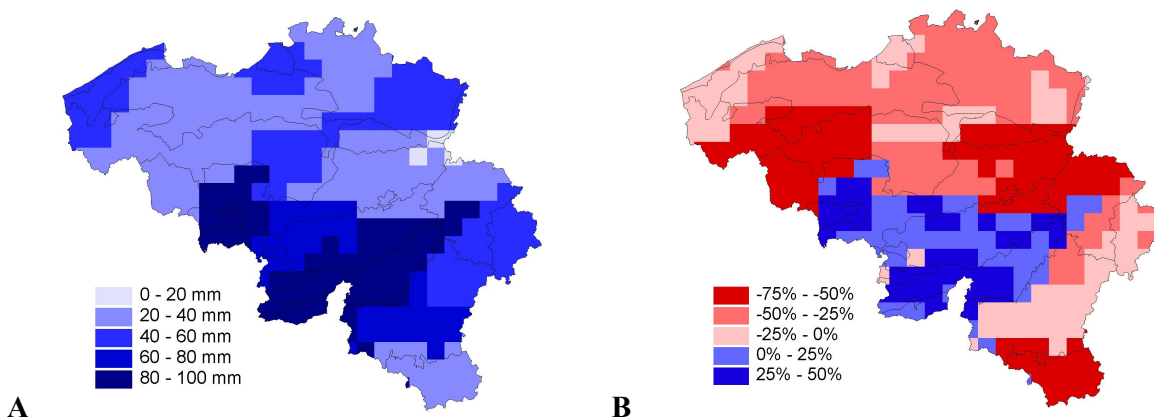 0 - 20 mm
20 - 40 mm
40 - 60 mm
60 - 80 mm
80 - 100 mm
A
-75% - -50%
-50% - -25%
-25% - 0%
0% - 25%
25% - 50%
B